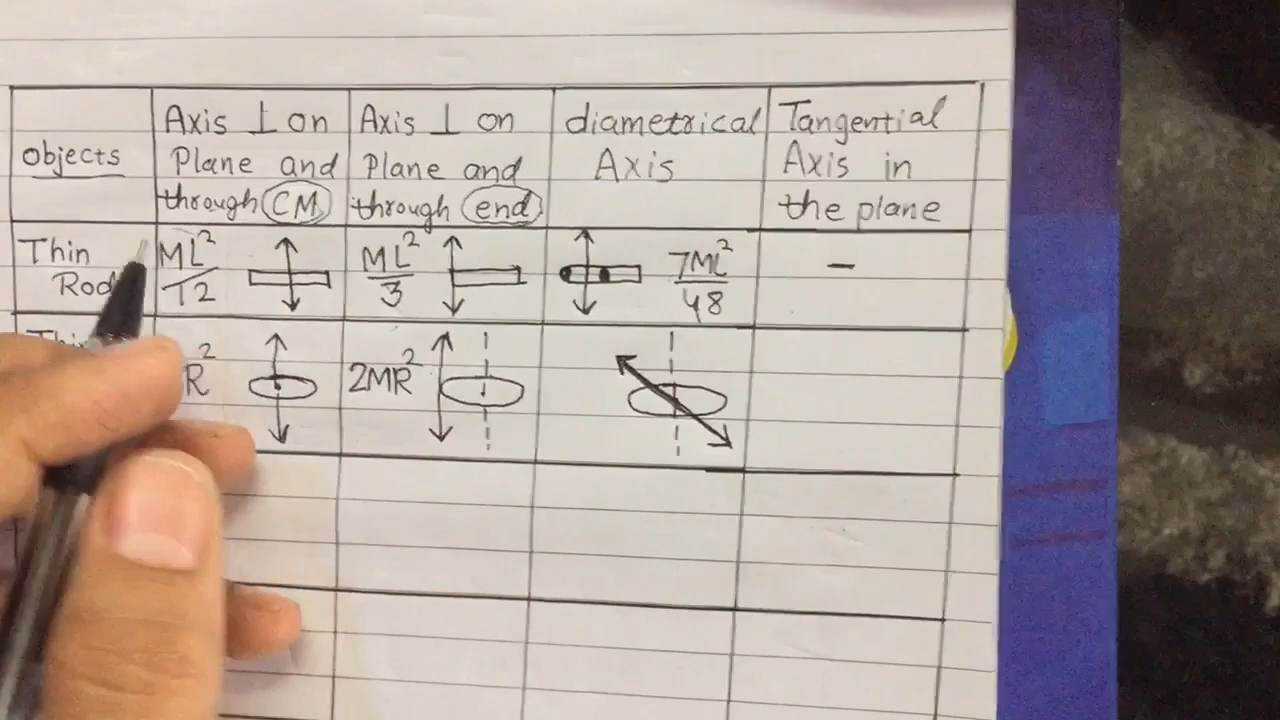 objects
Axis ⊥ on
Plane and
through CM
Axis ⊥ on
Plane and
through end
diametrical
Axis
Tangential
Axis in
the plane
Thin
Rod
ML²
12
ML²
3
7ML²
48
–
R²
2MR²